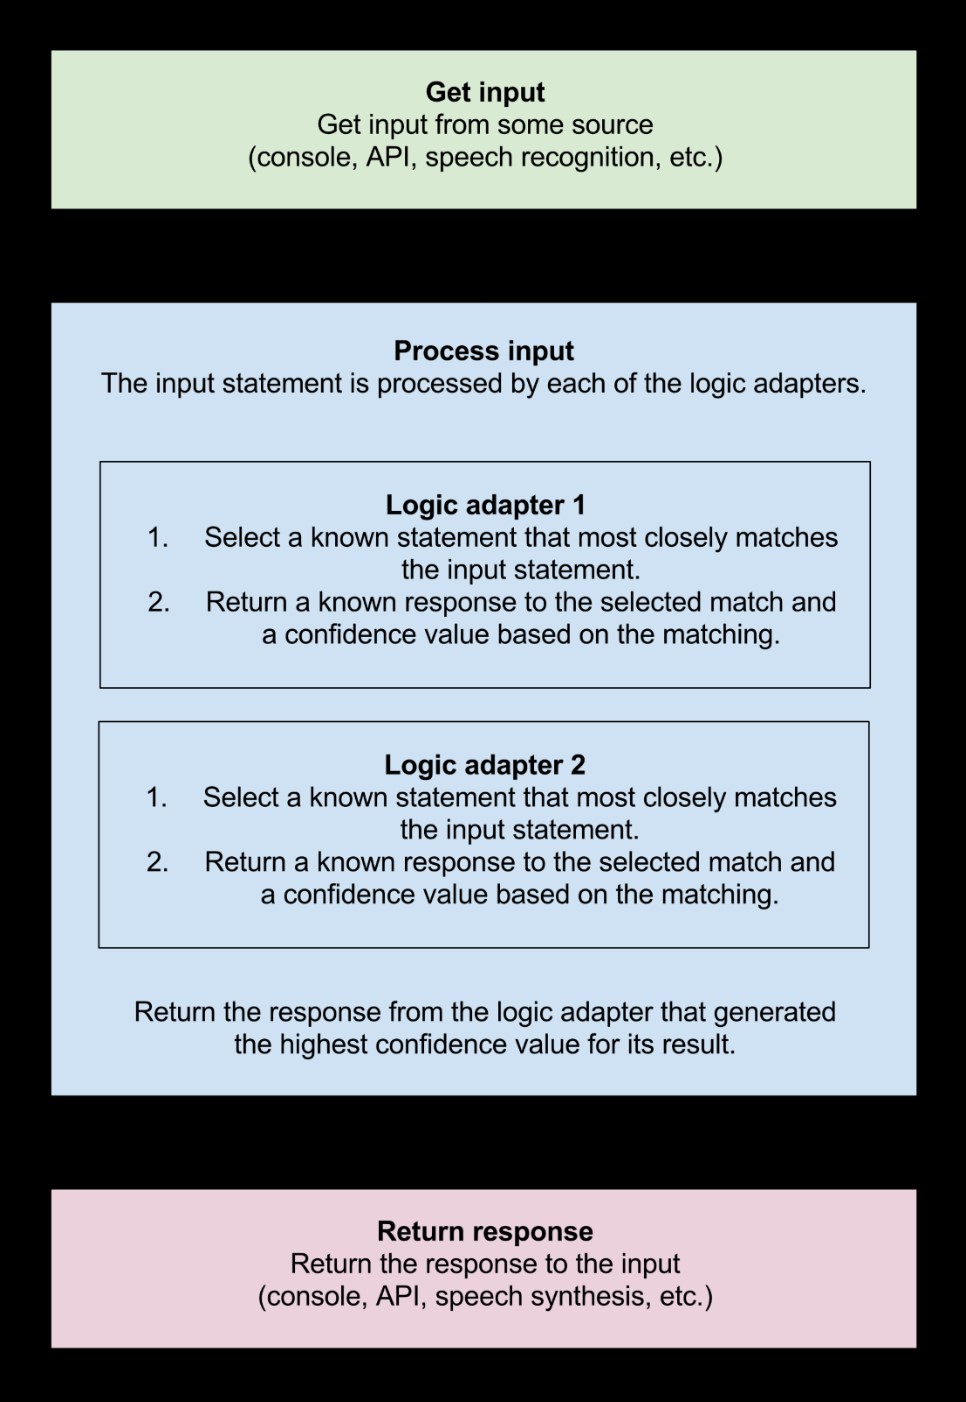 Get input
Get input from some source
(console, API, speech recognition, etc.)
Process input
The input statement is processed by each of the logic adapters.
Logic adapter 1
1. Select a known statement that most closely matches
the input statement.
2. Return a known response to the selected match and
a confidence value based on the matching.
Logic adapter 2
1. Select a known statement that most closely matches
the input statement.
2. Return a known response to the selected match and
a confidence value based on the matching.
Return the response from the logic adapter that generated
the highest confidence value for its result.
Return response
Return the response to the input
(console, API, speech synthesis, etc.)